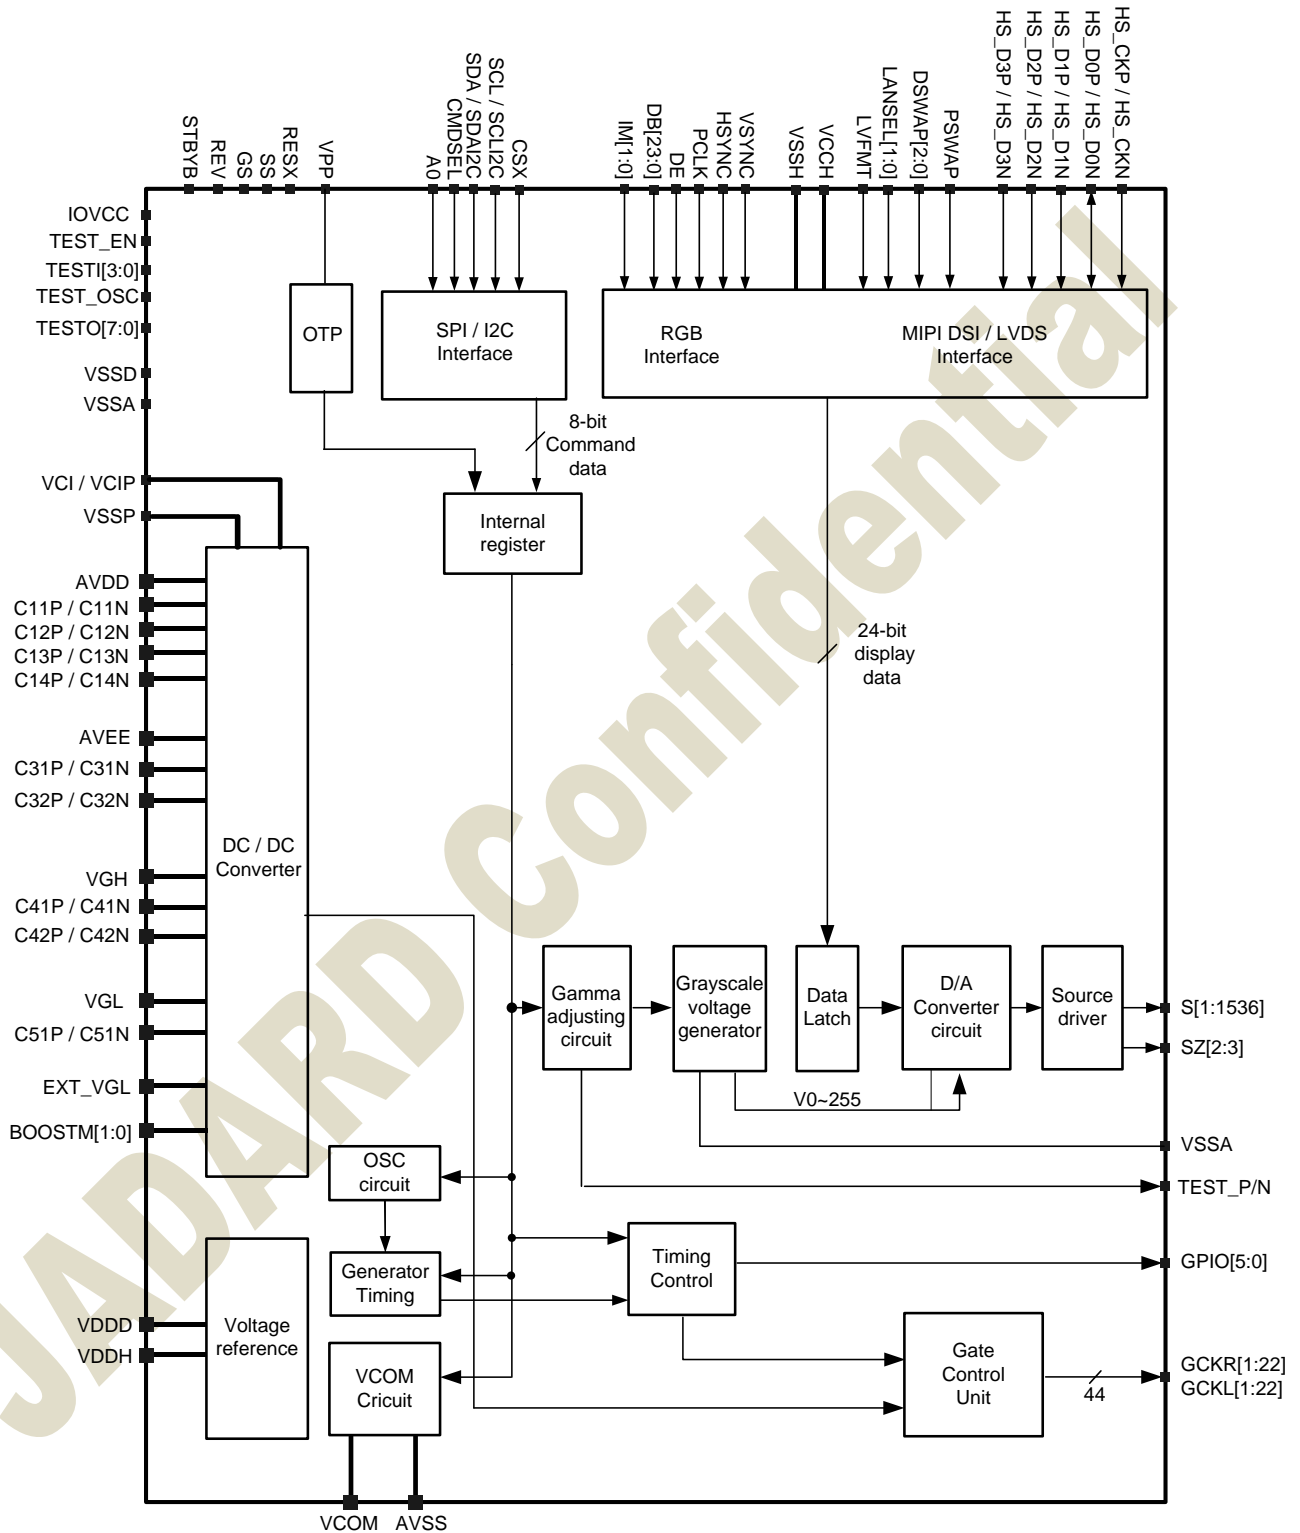 STBYB
REV
GS
SS
RESX
VPP
A0
CMDSEL
SDA / SDAI2C
SCL / SCLI2C
CSX
IM[1:0]
DB[23:0]
DE
PCLK
HSYNC
VSYNC
VSSH
VCCH
LVFMT
LANSEL[1:0]
DSWAP[2:0]
PSWAP
HS_D3P / HS_D3N
HS_D2P / HS_D2N
HS_D1P / HS_D1N
HS_D0P / HS_D0N
HS_CKP / HS_CKN
IOVCC
TEST_EN
TESTI[3:0]
TEST_OSC
TESTO[7:0]
VSSD
VSSA
VCI / VCIP
VSSP
AVDD
C11P / C11N
C12P / C12N
C13P / C13N
C14P / C14N
AVEE
C31P / C31N
C32P / C32N
VGH
C41P / C41N
C42P / C42N
VGL
C51P / C51N
EXT_VGL
BOOSTM[1:0]
VDDD
VDDH
OTP
SPI / I2C
Interface
RGB
Interface
MIPI DSI / LVDS
Interface
8-bit
Command
data
Internal
register
24-bit
display
data
DC / DC
Converter
Gamma
adjusting
circuit
Grayscale
voltage
generator
Data
Latch
D/A
Converter
circuit
Source
driver
V0~255
OSC
circuit
Generator
Timing
Timing
Control
Voltage
reference
VCOM
Cricuit
Gate
Control
Unit
44
S[1:1536]
SZ[2:3]
VSSA
TEST_P/N
GPIO[5:0]
GCKR[1:22]
GCKL[1:22]
VCOM
AVSS
JADARD Confidential